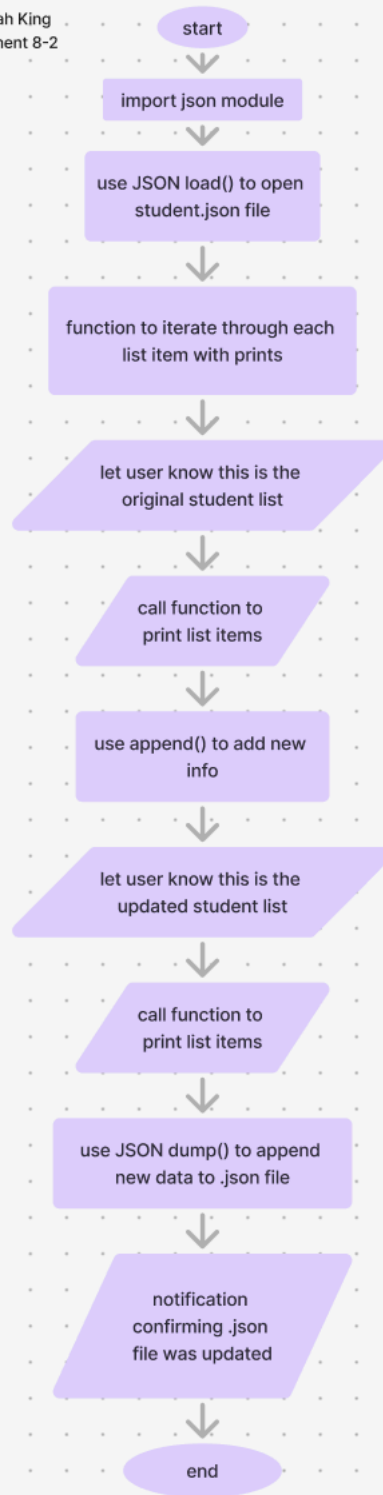 King
8-2
start
import json module
use JSON load() to open
student.json file
function to iterate through each
list item with prints
let user know this is the
original student list
call function to
print list items
use append() to add new
info
let user know this is the
updated student list
call function to
print list items
use JSON dump() to append
new data to .json file
notification
confirming .json
file was updated
end